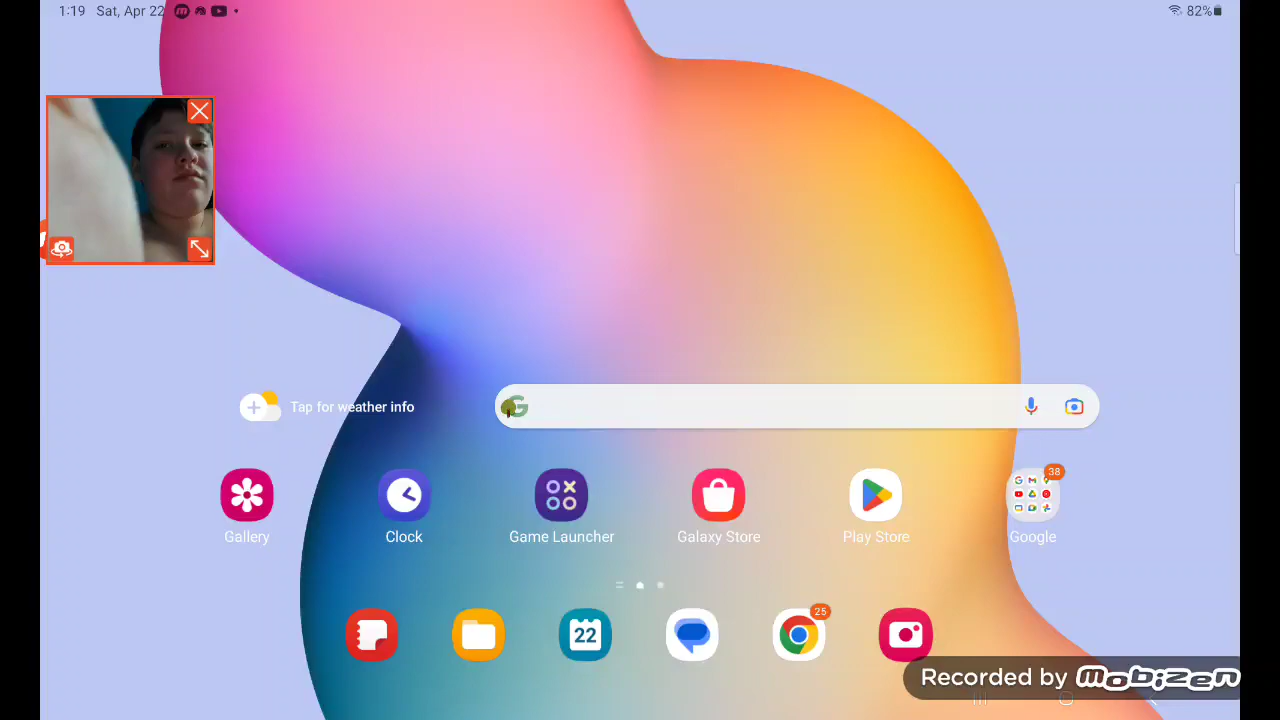 1:19 Sat, Apr 22
82%
Tap for weather info
38
Gallery
Clock
Game Launcher
Galaxy Store
Play Store
Google
22
25
Recorded by mobizen